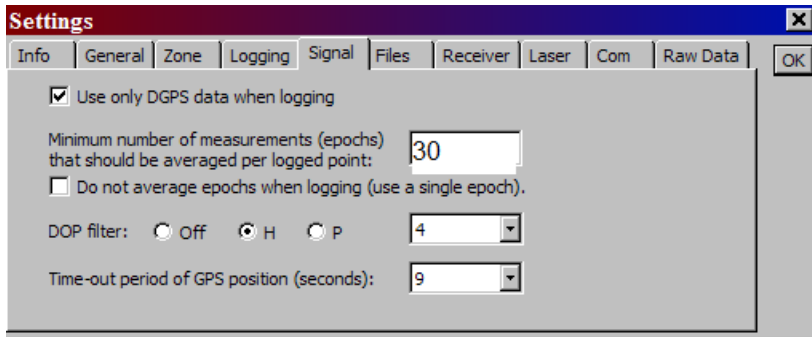 Settings
Info General Zone Logging Signal Files Receiver Laser Com Raw Data OK
Use only DGPS data when logging
Minimum number of measurements (epochs)
that should be averaged per logged point: 30
Do not average epochs when logging (use a single epoch).
DOP filter: Off H P 4
Time-out period of GPS position (seconds): 9